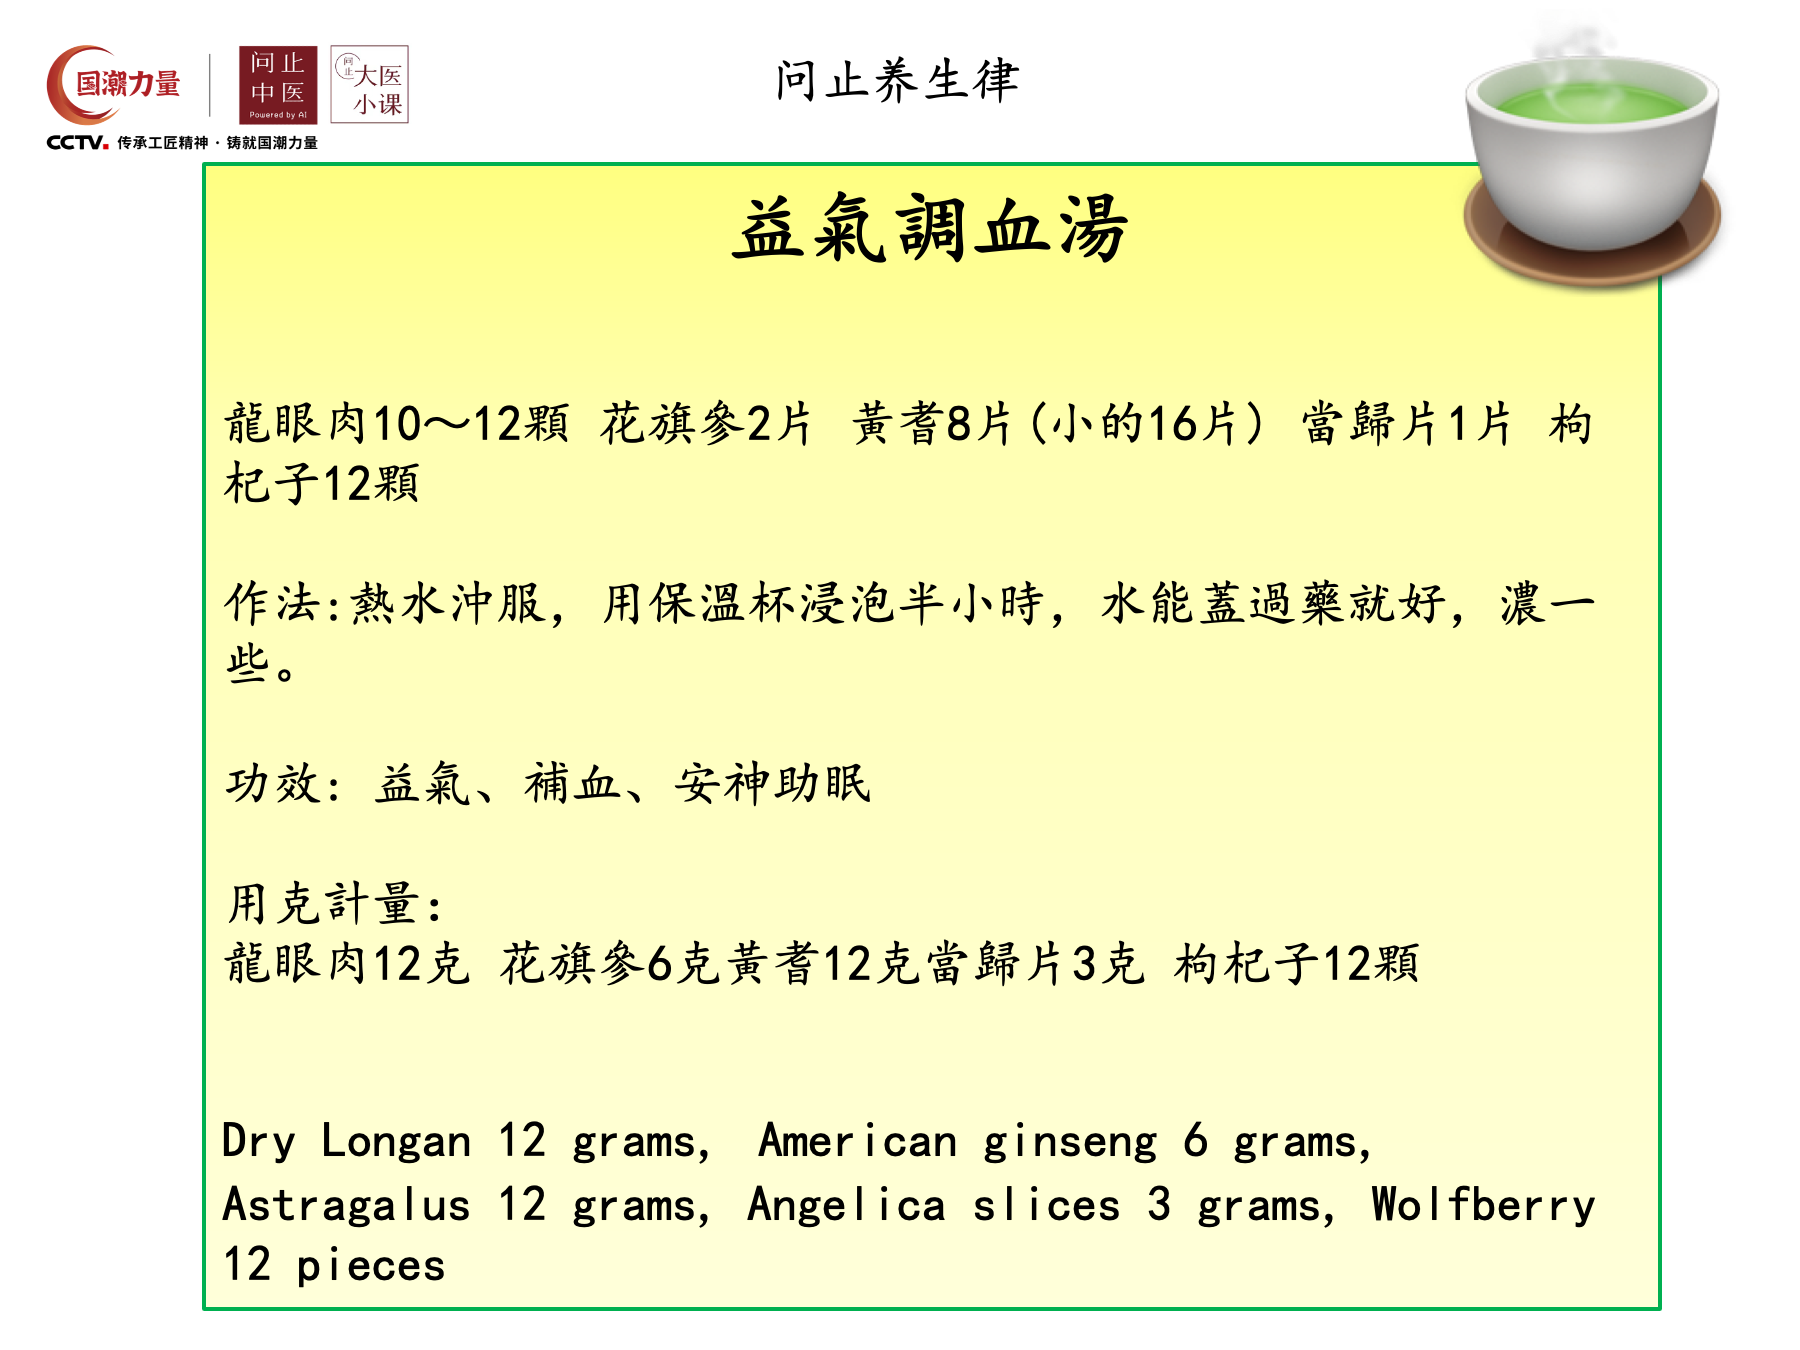 国潮力量
问止
中医
Powered by AI
问止
大医
小课
CCTV. 传承工匠精神·铸就国潮力量
问止养生律
益氣調血湯
龍眼肉10～12顆 花旗參2片 黃耆8片(小的16片) 當歸片1片 枸
杞子12顆
作法:熱水沖服，用保溫杯浸泡半小時，水能蓋過藥就好，濃一
些。
功效: 益氣、補血、安神助眠
用克計量:
龍眼肉12克 花旗參6克黃耆12克當歸片3克 枸杞子12顆
Dry Longan 12 grams, American ginseng 6 grams,
Astragalus 12 grams, Angelica slices 3 grams, Wolfberry
12 pieces